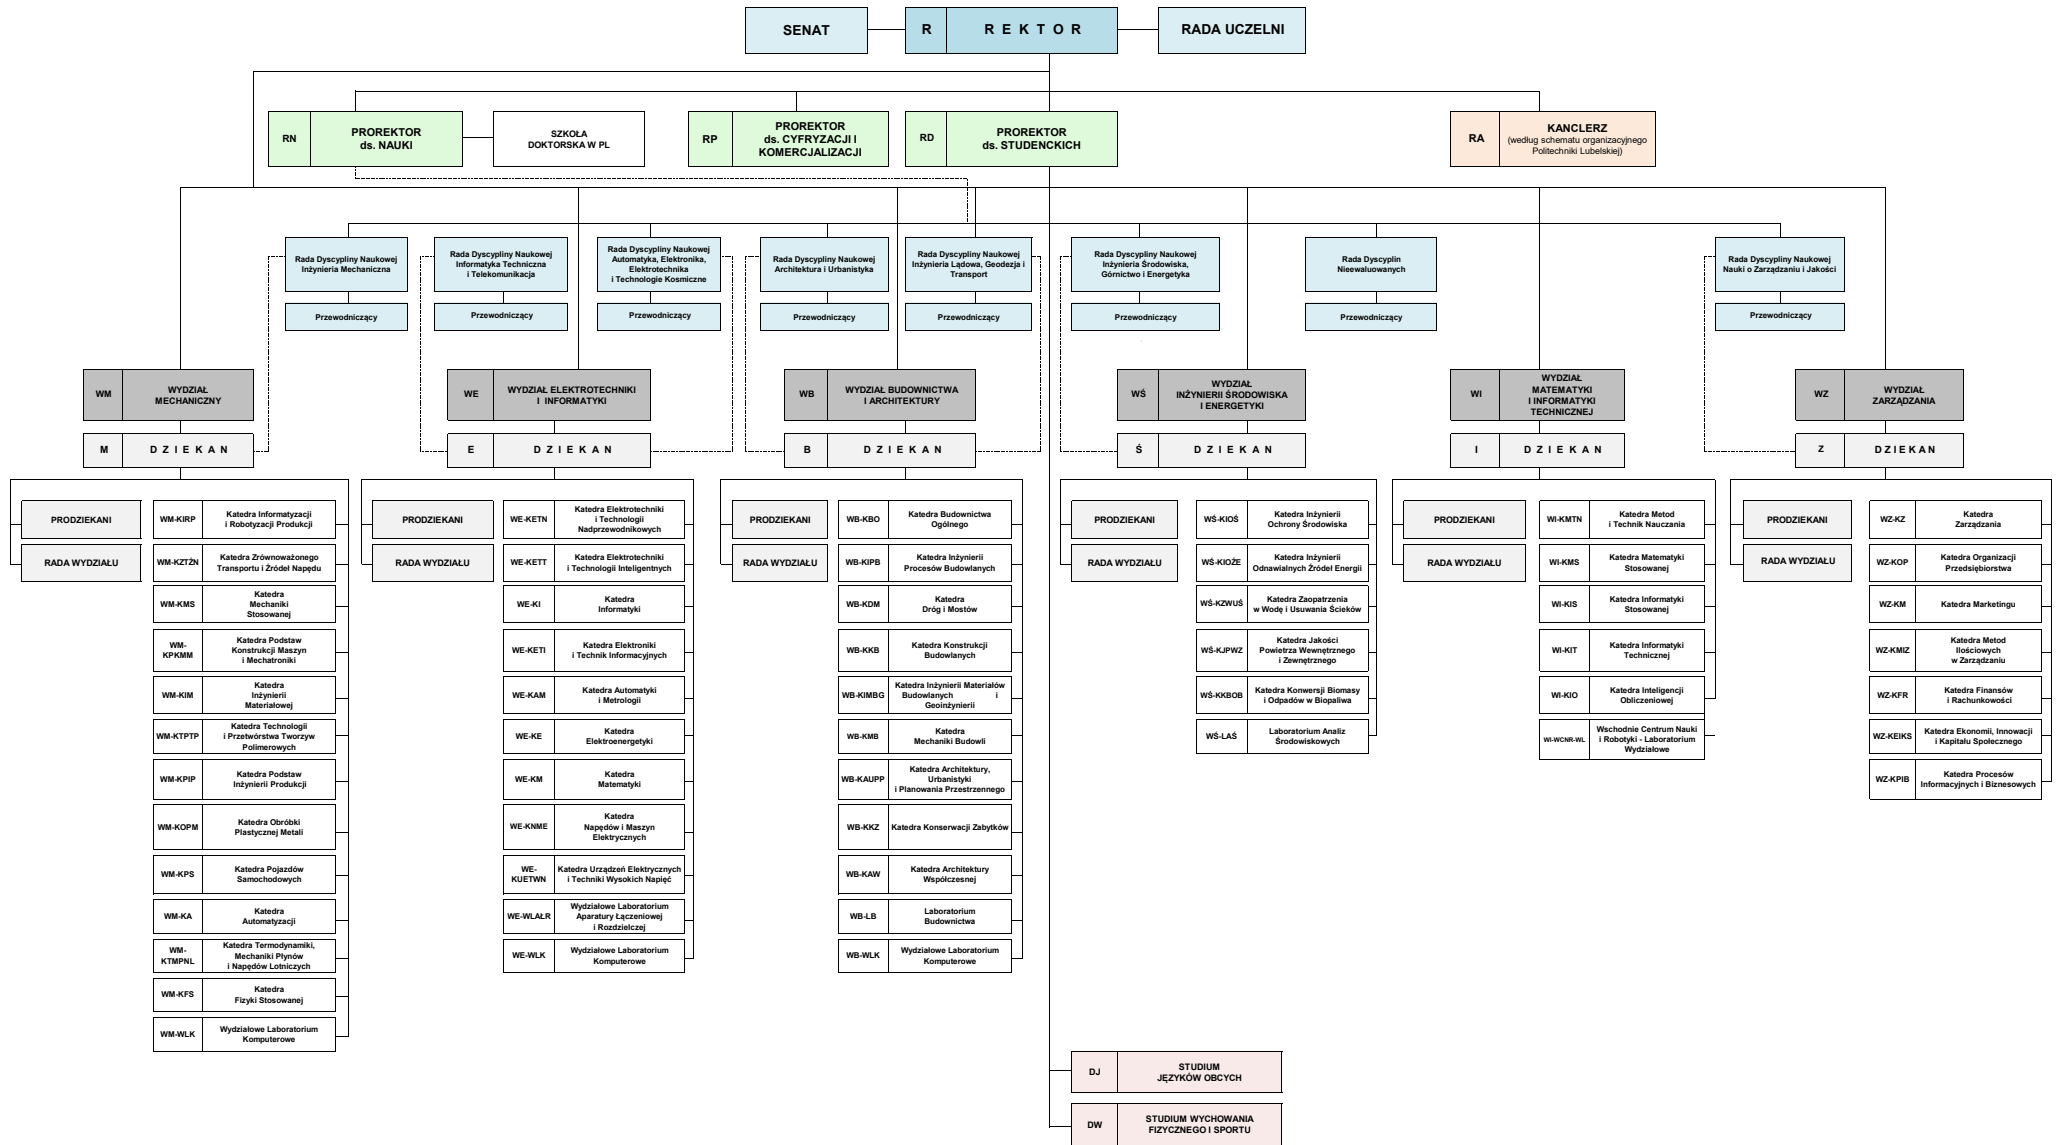 SENAT
R
R E K T O R
RADA UCZELNI
RN
PROREKTOR
ds. NAUKI
SZKOŁA
DOKTORSKA W PL
RP
PROREKTOR
ds. CYFRYZACJI I
KOMERCJALIZACJI
RD
PROREKTOR
ds. STUDENCKICH
RA
KANCLERZ
(według schematu organizacyjnego
Politechniki Lubelskiej)
Rada Dyscypliny Naukowej
Inżynieria Mechaniczna
Rada Dyscypliny Naukowej
Informatyka Techniczna
i Telekomunikacja
Rada Dyscypliny Naukowej
Automatyka, Elektronika,
Elektrotechnika
i Technologie Kosmiczne
Rada Dyscypliny Naukowej
Architektura i Urbanistyka
Rada Dyscypliny Naukowej
Inżynieria Lądowa, Geodezja i
Transport
Rada Dyscypliny Naukowej
Inżynieria Środowiska,
Górnictwo i Energetyka
Rada Dyscyplin
Nieewaluowanych
Rada Dyscypliny Naukowej
Nauki o Zarządzaniu i Jakości
Przewodniczący
Przewodniczący
Przewodniczący
Przewodniczący
Przewodniczący
Przewodniczący
Przewodniczący
Przewodniczący
WM
WYDZIAŁ
MECHANICZNY
WE
WYDZIAŁ ELEKTROTECHNIKI
I INFORMATYKI
WB
WYDZIAŁ BUDOWNICTWA
I ARCHITEKTURY
WŚ
WYDZIAŁ
INŻYNIERII ŚRODOWISKA
I ENERGETYKI
WI
WYDZIAŁ
MATEMATYKI
I INFORMATYKI
TECHNICZNEJ
WZ
WYDZIAŁ
ZARZĄDZANIA
M
D Z I E K A N
E
D Z I E K A N
B
D Z I E K A N
Ś
D Z I E K A N
I
D Z I E K A N
Z
D Z I E K A N
PRODZIEKANI
RADA WYDZIAŁU
WM-KIRP
Katedra Informatyzacji
i Robotyzacji Produkcji
WM-KZTŹN
Katedra Zrównoważonego
Transportu i Źródeł Napędu
WM-KMS
Katedra
Mechaniki
Stosowanej
WM-
KPKMM
Katedra Podstaw
Konstrukcji Maszyn
i Mechatroniki
WM-KIM
Katedra
Inżynierii
Materiałowej
WM-KTPTP
Katedra Technologii
i Przetwórstwa Tworzyw
Polimerowych
WM-KPIP
Katedra Podstaw
Inżynierii Produkcji
WM-KOPM
Katedra Obróbki
Plastycznej Metali
WM-KPS
Katedra Pojazdów
Samochodowych
WM-KA
Katedra
Automatyzacji
WM-
KTMPNL
Katedra Termodynamiki,
Mechaniki Płynów
i Napędów Lotniczych
WM-KFS
Katedra
Fizyki Stosowanej
WM-WLK
Wydziałowe Laboratorium
Komputerowe
PRODZIEKANI
RADA WYDZIAŁU
WE-KETN
Katedra Elektrotechniki
i Technologii
Nadprzewodnikowych
WE-KETT
Katedra Elektrotechniki
i Technologii Inteligentnych
WE-KI
Katedra
Informatyki
WE-KETI
Katedra Elektroniki
i Technik Informacyjnych
WE-KAM
Katedra Automatyki
i Metrologii
WE-KE
Katedra
Elektroenergetyki
WE-KM
Katedra
Matematyki
WE-KNME
Katedra
Napędów i Maszyn
Elektrycznych
WE-
KUETWN
Katedra Urządzeń Elektrycznych
i Techniki Wysokich Napięć
WE-WLAŁR
Wydziałowe Laboratorium
Aparatury Łączeniowej
i Rozdzielczej
WE-WLK
Wydziałowe Laboratorium
Komputerowe
PRODZIEKANI
RADA WYDZIAŁU
WB-KBO
Katedra Budownictwa
Ogólnego
WB-KIPB
Katedra Inżynierii
Procesów Budowlanych
WB-KDM
Katedra
Dróg i Mostów
WB-KKB
Katedra Konstrukcji
Budowlanych
WB-KIMBG
Katedra Inżynierii Materiałów
Budowlanych i
Geoinżynierii
WB-KMB
Katedra
Mechaniki Budowli
WB-KAUPP
Katedra Architektury,
Urbanistyki
i Planowania Przestrzennego
WB-KKZ
Katedra Konserwacji Zabytków
WB-KAW
Katedra Architektury
Współczesnej
WB-LB
Laboratorium
Budownictwa
WB-WLK
Wydziałowe Laboratorium
Komputerowe
PRODZIEKANI
RADA WYDZIAŁU
WŚ-KIOŚ
Katedra Inżynierii
Ochrony Środowiska
WŚ-KIOŹE
Katedra Inżynierii
Odnawialnych Źródeł Energii
WŚ-KZWUŚ
Katedra Zaopatrzenia
w Wodę i Usuwania Ścieków
WŚ-KJPWZ
Katedra Jakości
Powietrza Wewnętrznego
i Zewnętrznego
WŚ-KKBOB
Katedra Konwersji Biomasy
i Odpadów w Biopaliwa
WŚ-LAŚ
Laboratorium Analiz
Środowiskowych
PRODZIEKANI
RADA WYDZIAŁU
WI-KMTN
Katedra Metod
i Technik Nauczania
WI-KMS
Katedra Matematyki
Stosowanej
WI-KIS
Katedra Informatyki
Stosowanej
WI-KIT
Katedra Informatyki
Technicznej
WI-KIO
Katedra Inteligencji
Obliczeniowej
WI-WCNR-WL
Wschodnie Centrum Nauki
i Robotyki - Laboratorium
Wydziałowe
PRODZIEKANI
RADA WYDZIAŁU
WZ-KZ
Katedra
Zarządzania
WZ-KOP
Katedra Organizacji
Przedsiębiorstwa
WZ-KM
Katedra Marketingu
WZ-KMIZ
Katedra Metod
Ilościowych
w Zarządzaniu
WZ-KFR
Katedra Finansów
i Rachunkowości
WZ-KEIKS
Katedra Ekonomii, Innowacji
i Kapitału Społecznego
WZ-KPIB
Katedra Procesów
Informacyjnych i Biznesowych
DJ
STUDIUM
JĘZYKÓW OBCYCH
DW
STUDIUM WYCHOWANIA
FIZYCZNEGO I SPORTU